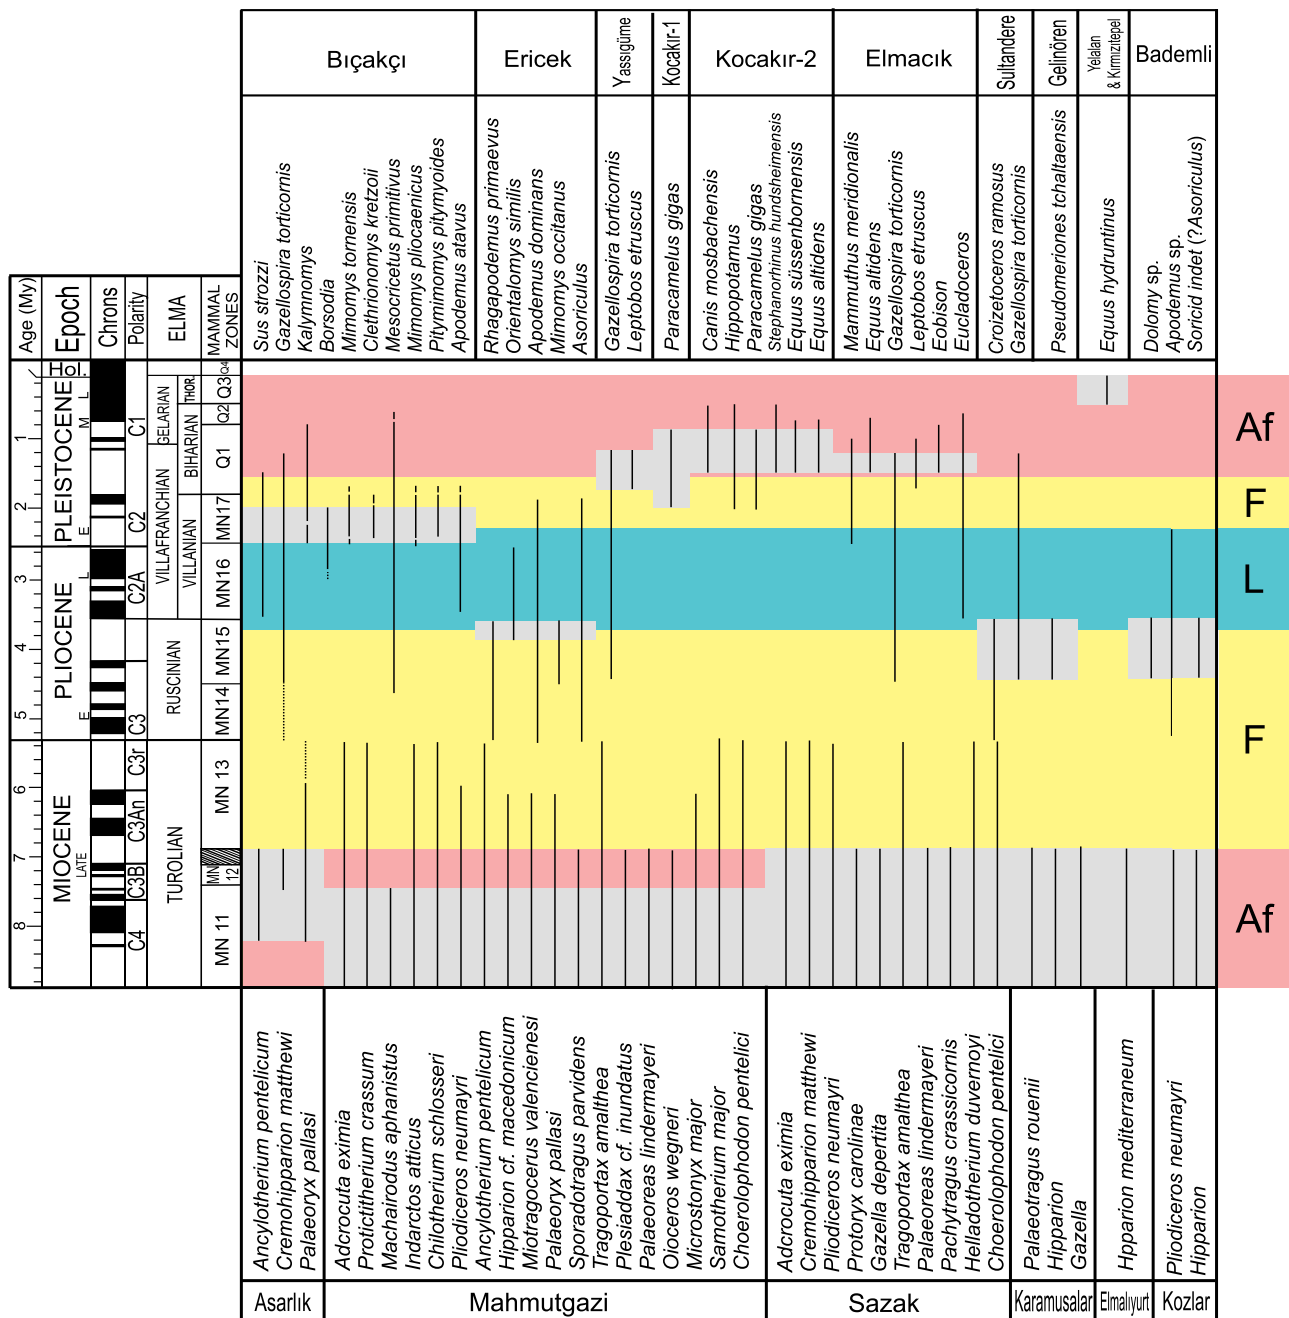 Bıçakçı
Ericek
Yassıgüme
Kocakır-1
Kocakır-2
Elmacık
Sultandere
Gelinören
Yelalan
& Kırmızıtepel
Bademli
Sus strozzi
Gazellospira torticornis
Kalymnomys
Borsodia
Mimomys tornensis
Clethrionomys kretzoii
Mesocricetus primitivus
Mimomys pliocaenicus
Pitymimomys pitymyoides
Apodemus atavus
Rhagapodemus primaevus
Orientalomys similis
Apodemus dominans
Mimomys occitanus
Asoriculus
Gazellospira torticornis
Leptobos etruscus
Paracamelus gigas
Canis mosbachensis
Hippopotamus
Paracamelus gigas
Stephanorhinus hundsheimensis
Equus süssenbornensis
Equus altidens
Mammuthus meridionalis
Equus altidens
Gazellospira torticornis
Leptobos etruscus
Eobison
Eucladoceros
Croizetoceros ramosus
Gazellospira torticornis
Pseudomeriones tchaltaensis
Equus hydruntinus
Dolomy sp.
Apodemus sp.
Soricid indet (?Asoriculus)
Age (My)
Epoch
Chrons
Polarity
ELMA
MAMMAL
ZONES
Hol.
PLEISTOCENE
L
M
E
PLIOCENE
L
E
MIOCENE
LATE
1
2
3
4
5
6
7
8
C1
C2
C2A
C3
C3r
C3An
C3B
C4
GELARIAN
THOR.
BIHARIAN
VILLAFRANCHIAN
VILLANIAN
RUSCINIAN
TUROLIAN
Q4
Q3
Q2
Q1
MN17
MN16
MN15
MN14
MN 13
MN
12
MN 11
Af
F
L
F
Af
Ancylotherium pentelicum
Cremohipparion matthewi
Palaeoryx pallasi
Adcrocuta eximia
Protictitherium crassum
Machairodus aphanistus
Indarctos atticus
Chilotherium schlosseri
Pliodiceros neumayri
Ancylotherium pentelicum
Hipparion cf. macedonicum
Miotragocerus valencienesi
Palaeoryx pallasi
Sporadotragus parvidens
Tragoportax amalthea
Plesiaddax cf. inundatus
Palaeoreas lindermayeri
Oioceros wegneri
Microstonyx major
Samotherium major
Choerolophodon pentelici
Adcrocuta eximia
Cremohipparion matthewi
Pliodiceros neumayri
Protoryx carolinae
Gazella depertita
Tragoportax amalthea
Palaeoreas lindermayeri
Pachytragus crassicornis
Helladotherium duvernoyi
Choerolophodon pentelici
Palaeotragus rouenii
Hipparion
Gazella
Hpparion mediterraneum
Pliodiceros neumayri
Hipparion
Asarlık
Mahmutgazi
Sazak
Karamusalar
Elmalıyurt
Kozlar